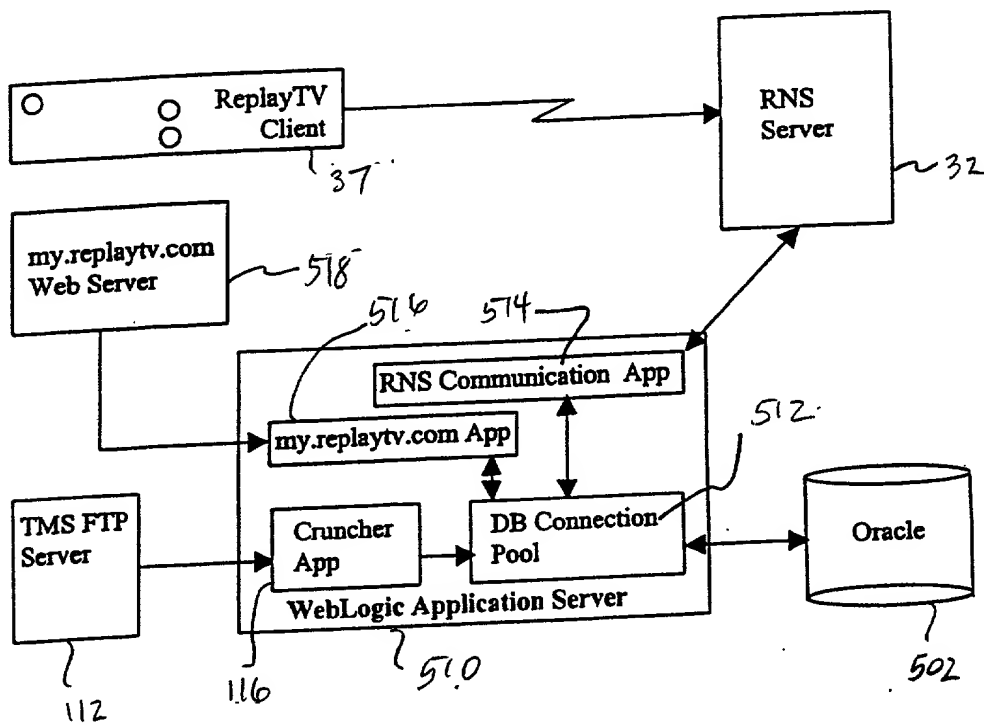 ReplayTV
Client
37
RNS
Server
32
my.replaytv.com
Web Server
518
516
574
RNS Communication App
my.replaytv.com App
512
TMS FTP
Server
Cruncher
App
DB Connection
Pool
Oracle
WebLogic Application Server
112
116
510
502